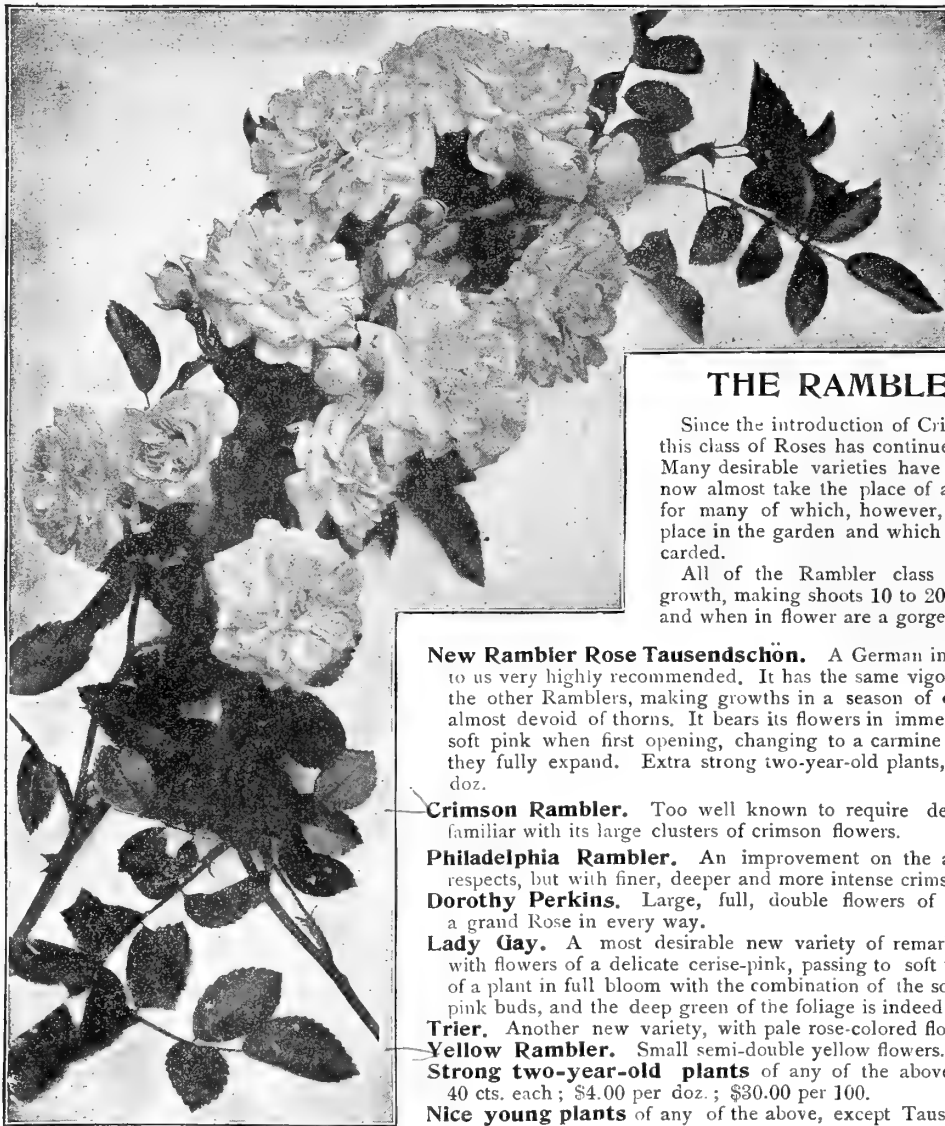 THE RAMBLE
Since the introduction of Cri
this class of Roses has continue
Many desirable varieties have
now almost take the place of a
for many of which, however,
place in the garden and which
carded.
All of the Rambler class
growth, making shoots 10 to 20
and when in flower are a gorge
New Rambler Rose Tausendschön. A German in
to us very highly recommended. It has the same vigo
the other Ramblers, making growths in a season of
almost devoid of thorns. It bears its flowers in imme
soft pink when first opening, changing to a carmine
they fully expand. Extra strong two-year-old plants,
doz.
Crimson Rambler. Too well known to require de
familiar with its large clusters of crimson flowers.
Philadelphia Rambler. An improvement on the a
respects, but with finer, deeper and more intense crims
Dorothy Perkins. Large, full, double flowers of
a grand Rose in every way.
Lady Gay. A most desirable new variety of remar
with flowers of a delicate cerise-pink, passing to soft
of a plant in full bloom with the combination of the so
pink buds, and the deep green of the foliage is indeed
Trier. Another new variety, with pale rose-colored flo
Yellow Rambler. Small semi-double yellow flowers.
Strong two-year-old plants of any of the above
40 cts. each; $4.00 per doz.; $30.00 per 100.
Nice young plants of any of the above, except Taus